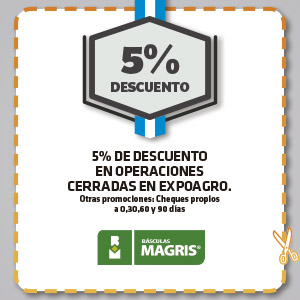 5%
DESCUENTO
5% DE DESCUENTO
EN OPERACIONES
CERRADAS EN EXPOAGRO.
Otras promociones: Cheques propios
a 0,30,60 y 90 días
BÁSCULAS
MAGRIS®